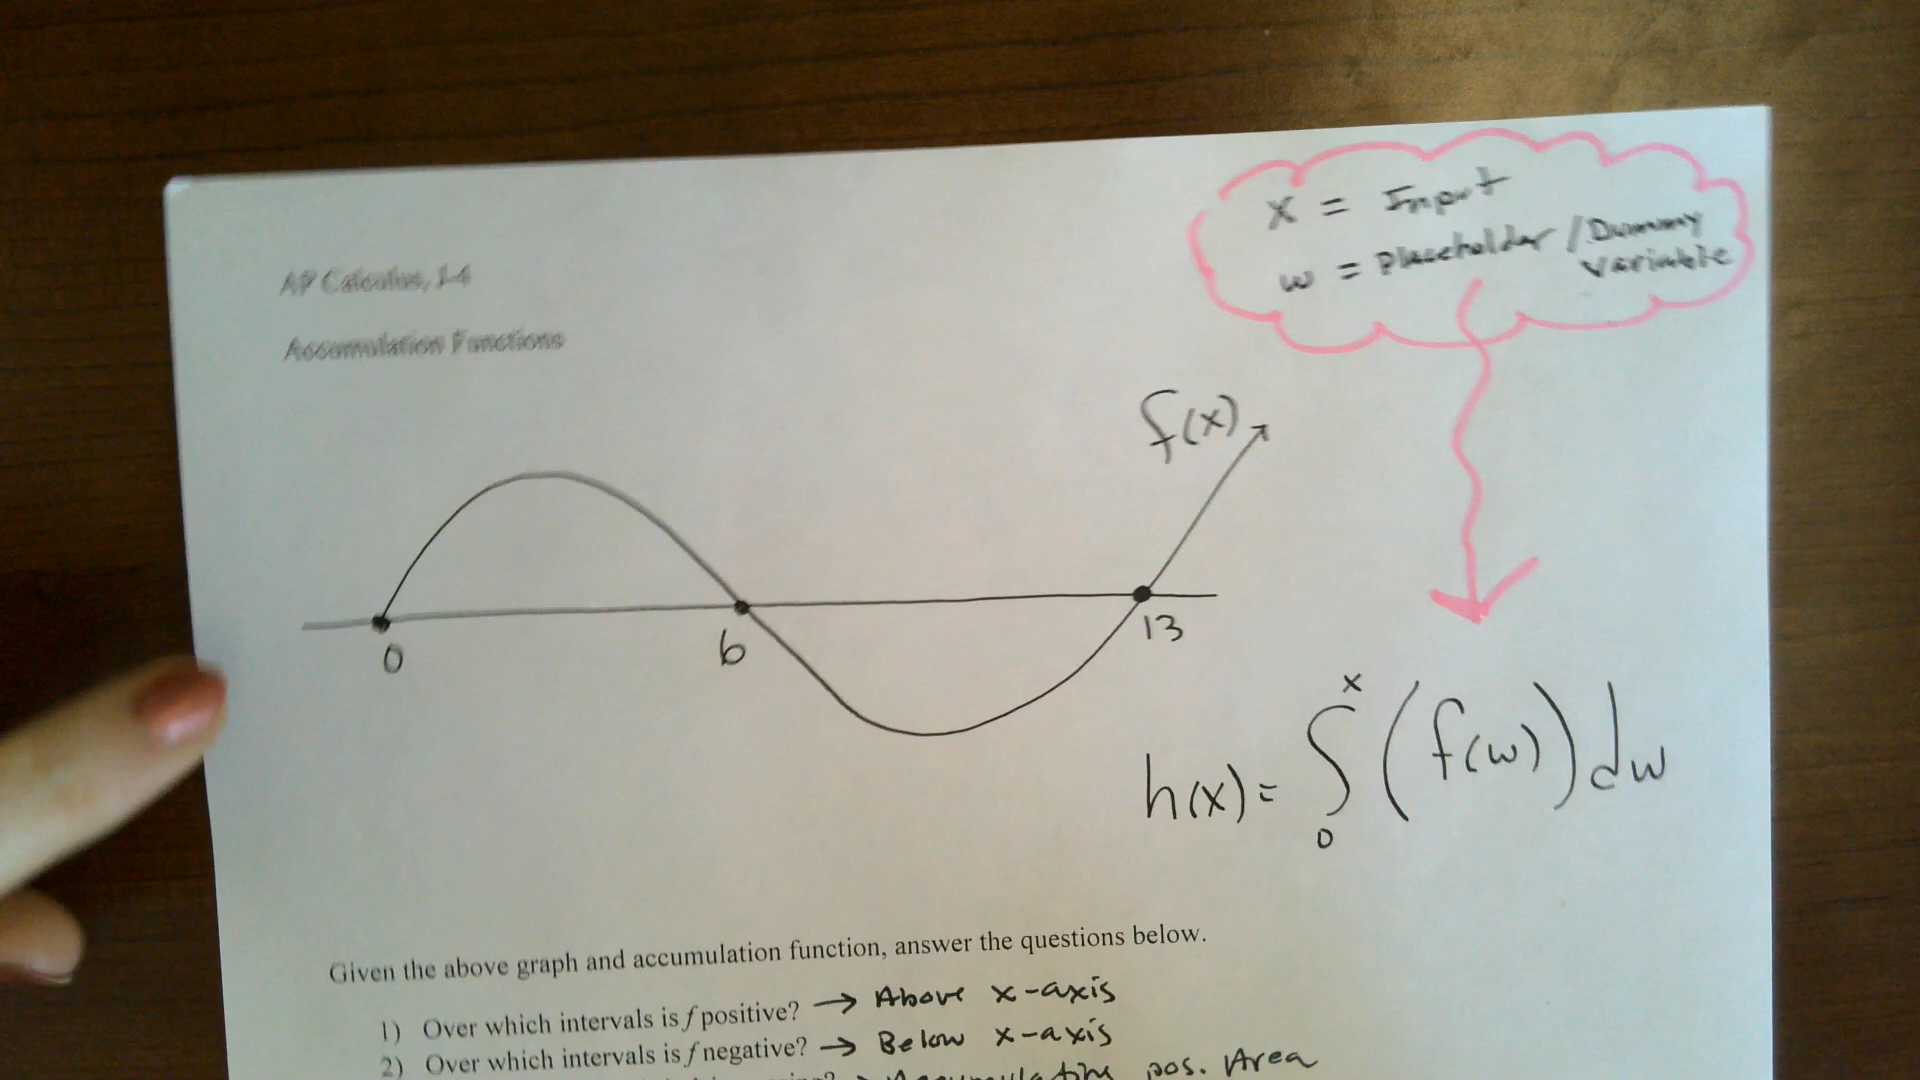 x = Input
w = Placeholder / Dummy
Variable
AP Calculus, 1-4
Accumulation Functions
f(x)
0
6
13
h(x) = ∫₀ˣ (f(w)) dw
Given the above graph and accumulation function, answer the questions below.
1) Over which intervals is f positive? → Above x-axis
2) Over which intervals is f negative? → Below x-axis
Accumulating pos. Area